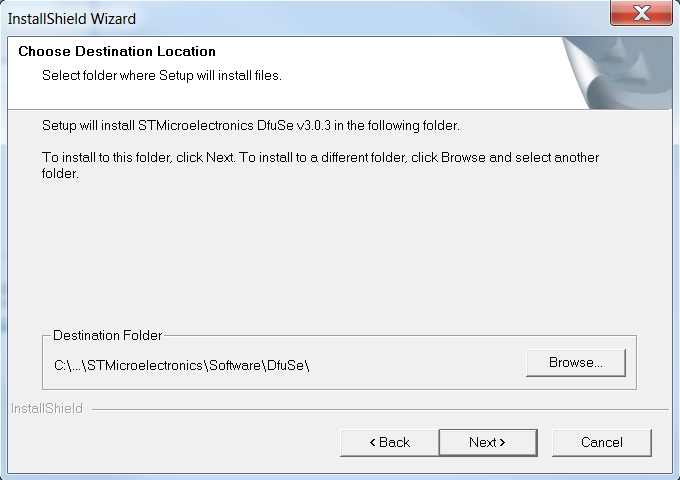 InstallShield Wizard
Choose Destination Location
Select folder where Setup will install files.
Setup will install STMicroelectronics DfuSe v3.0.3 in the following folder.
To install to this folder, click Next. To install to a different folder, click Browse and select another
folder.
Destination Folder
C:\...\STMicroelectronics\Software\DfuSe\
Browse...
InstallShield
< Back
Next >
Cancel